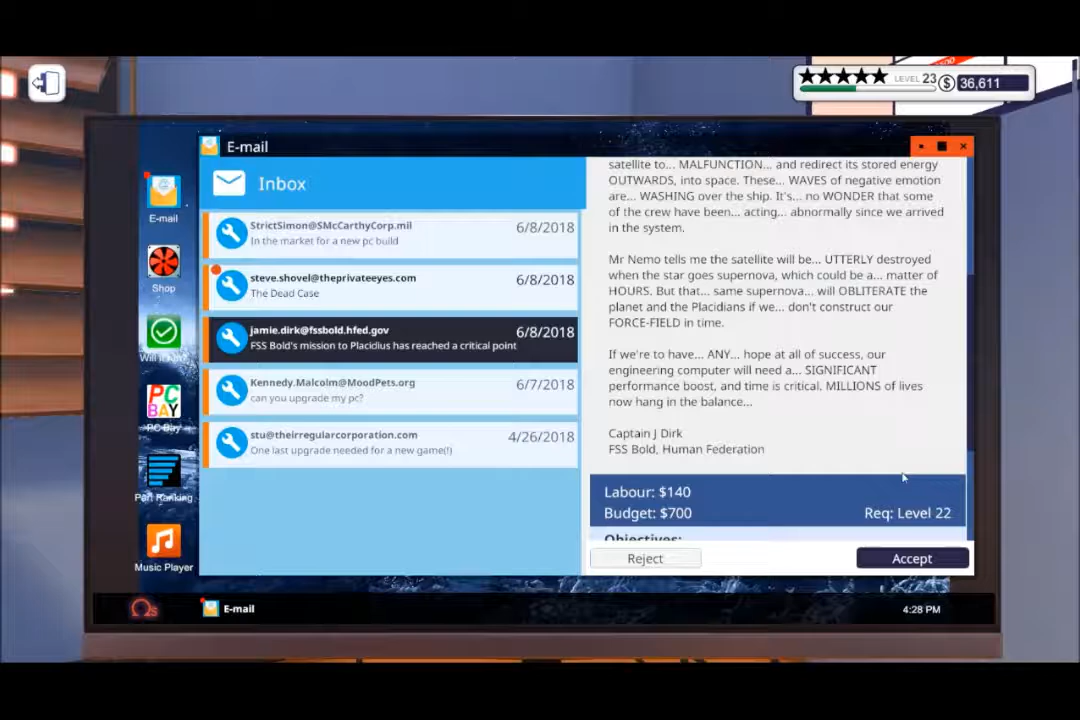 LEVEL 23
$ 36,611
E-mail
Inbox
StrictSimon@SMcCarthyCorp.mil
6/8/2018
In the market for a new pc build
steve.shovel@theprivateeyes.com
6/8/2018
The Dead Case
jamie.dirk@fssbold.hfed.gov
6/8/2018
FSS Bold's mission to Placidius has reached a critical point
Kennedy.Malcolm@MoodPets.org
6/7/2018
can you upgrade my pc?
stu@theirregularcorporation.com
4/26/2018
One last upgrade needed for a new game(!)
satellite to... MALFUNCTION... and redirect its stored energy
OUTWARDS, into space. These... WAVES of negative emotion
are... WASHING over the ship. It's... no WONDER that some
of the crew have been... acting... abnormally since we arrived
in the system.
Mr Nemo tells me the satellite will be... UTTERLY destroyed
when the star goes supernova, which could be a... matter of
HOURS. But that... same supernova... will OBLITERATE the
planet and the Placidians if we... don't construct our
FORCE-FIELD in time.
If we're to have... ANY... hope at all of success, our
engineering computer will need a... SIGNIFICANT
performance boost, and time is critical. MILLIONS of lives
now hang in the balance...
Captain J Dirk
FSS Bold, Human Federation
Labour: $140
Budget: $700
Req: Level 22
Objectives:
Reject
Accept
E-mail
Shop
PC
BAY
PC Bay
Part Ranking
Music Player
E-mail
4:28 PM